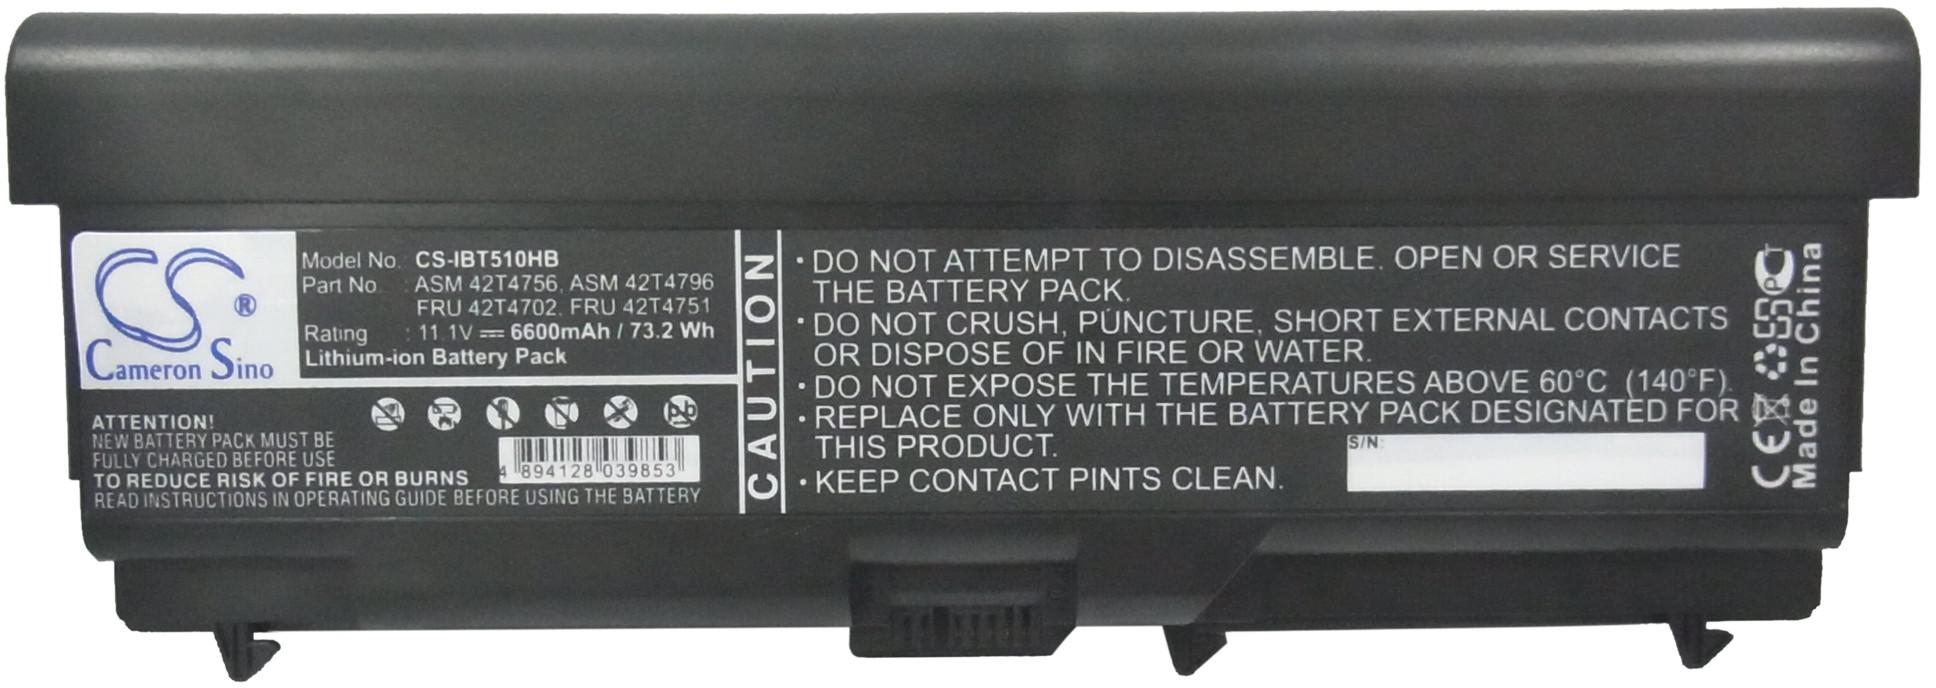 CS ®
Cameron Sino
Model No. CS-IBT510HB
Part No. : ASM 42T4756, ASM 42T4796
FRU 42T4702, FRU 42T4751
Rating : 11.1V 6600mAh / 73.2 Wh
Lithium-ion Battery Pack
ATTENTION!
NEW BATTERY PACK MUST BE
FULLY CHARGED BEFORE USE
TO REDUCE RISK OF FIRE OR BURNS
READ INSTRUCTIONS IN OPERATING GUIDE BEFORE USING THE BATTERY
Pb
4 894128 039853
CAUTION
· DO NOT ATTEMPT TO DISASSEMBLE. OPEN OR SERVICE
THE BATTERY PACK.
· DO NOT CRUSH, PUNCTURE, SHORT EXTERNAL CONTACTS
OR DISPOSE OF IN FIRE OR WATER.
· DO NOT EXPOSE THE TEMPERATURES ABOVE 60°C (140°F).
· REPLACE ONLY WITH THE BATTERY PACK DESIGNATED FOR
THIS PRODUCT.
· KEEP CONTACT PINTS CLEAN.
S/N:
CE
PCT
Made In China